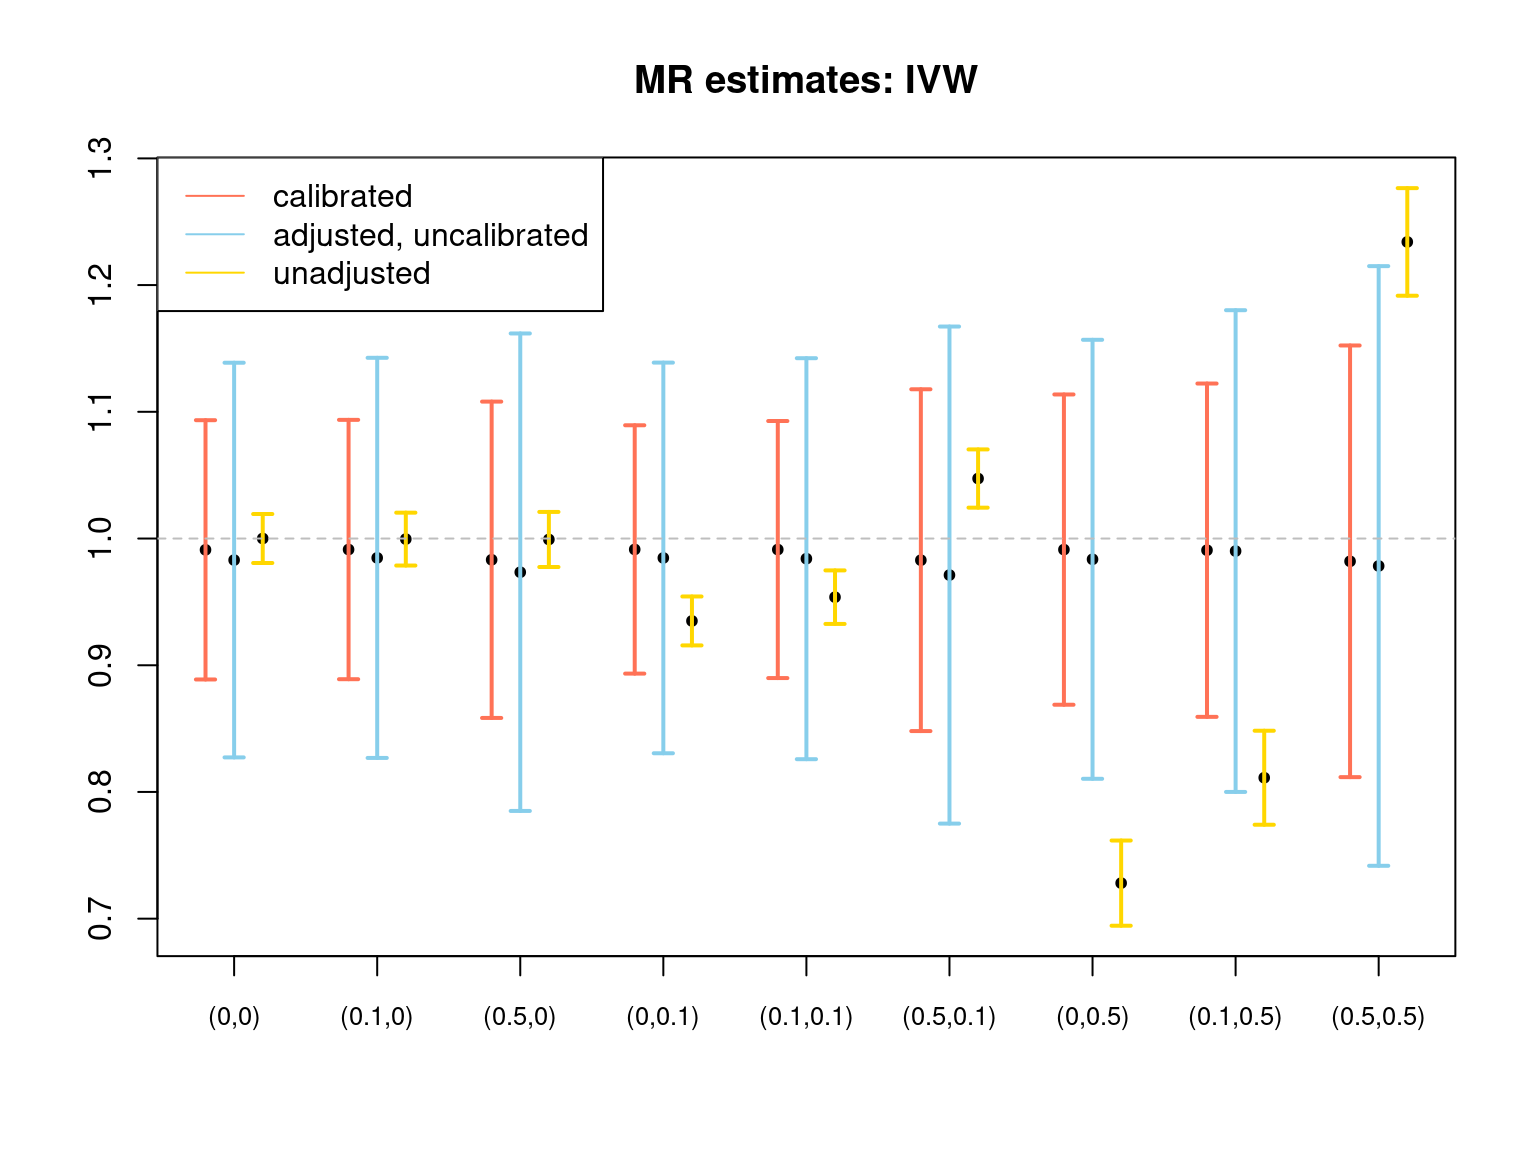 MR estimates: IVW
1.3
1.2
1.1
1.0
0.9
0.8
0.7
calibrated
adjusted, uncalibrated
unadjusted
(0,0) (0.1,0) (0.5,0) (0,0.1) (0.1,0.1) (0.5,0.1) (0,0.5) (0.1,0.5) (0.5,0.5)